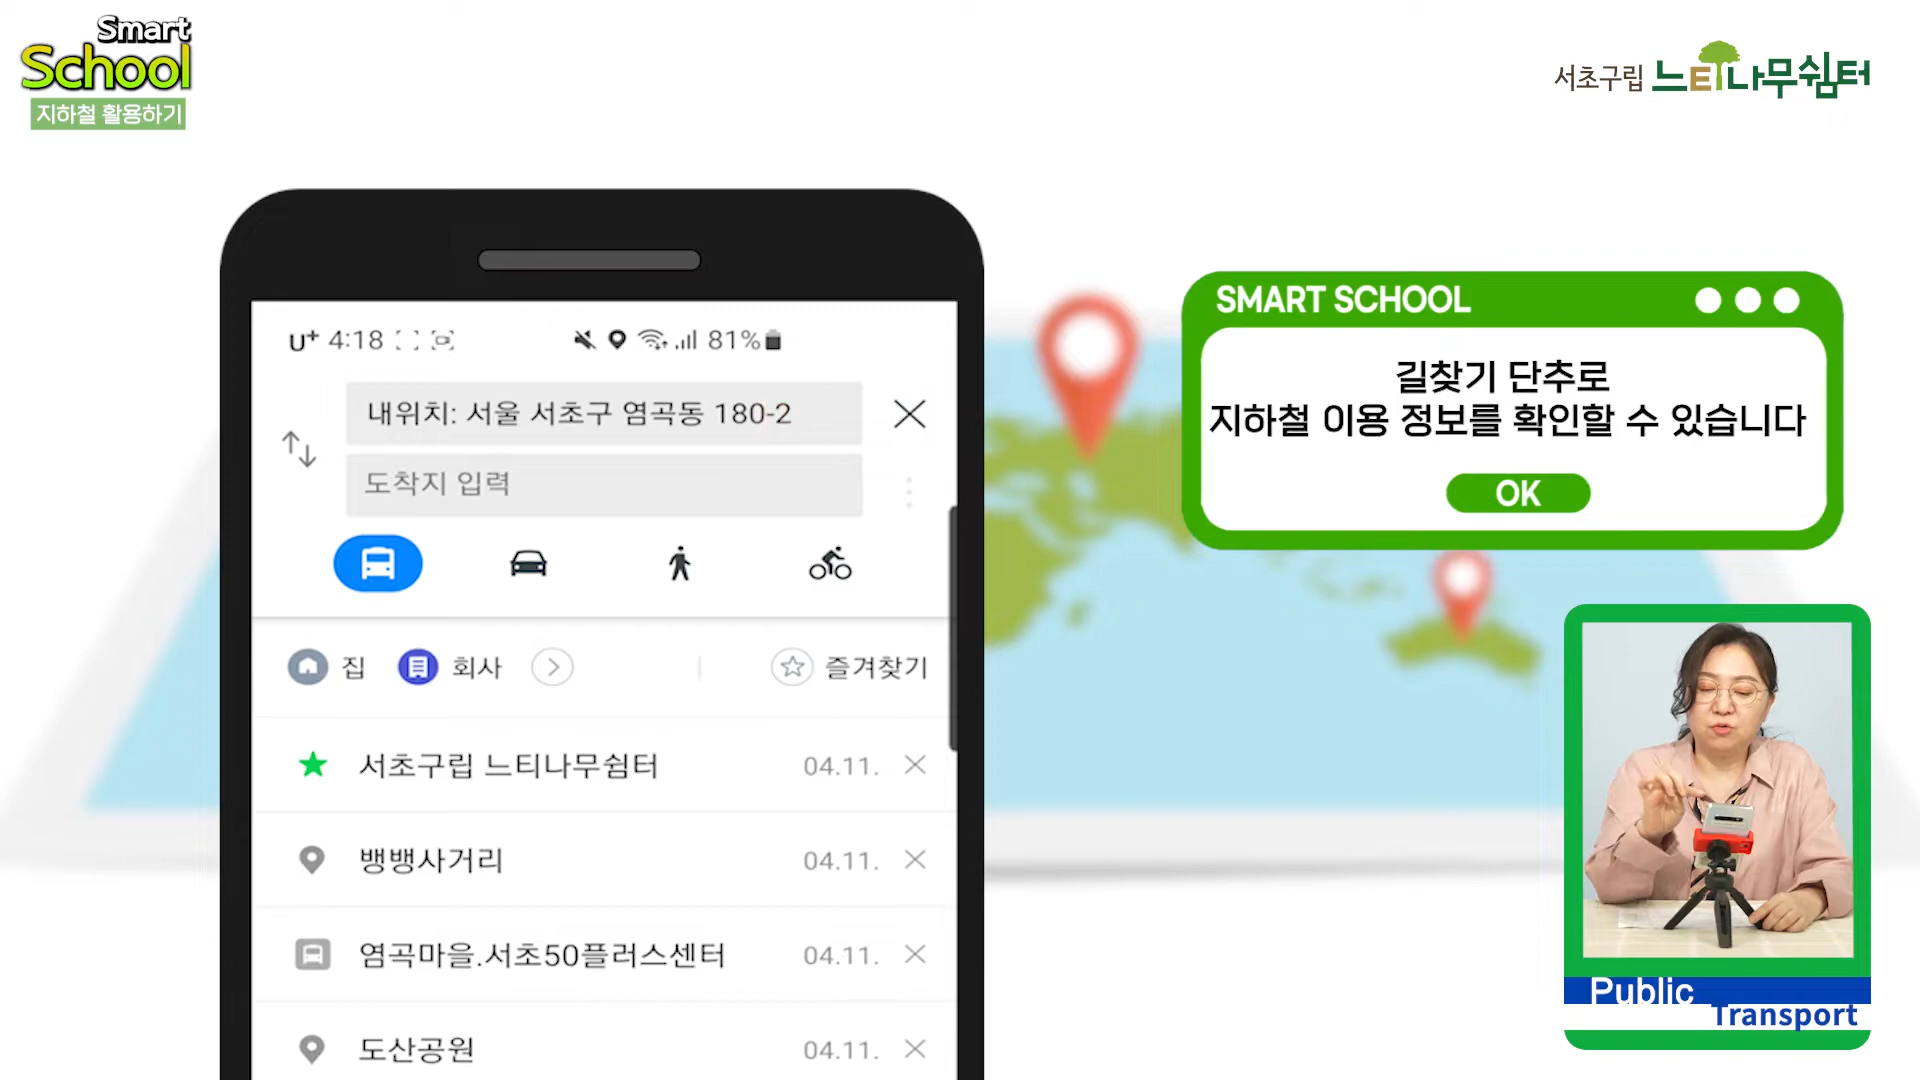 Smart
School
지하철 활용하기
서초구립 느티나무쉼터
U⁺ 4:18
81%
내위치: 서울 서초구 염곡동 180-2
도착지 입력
집
회사
즐겨찾기
서초구립 느티나무쉼터 04.11.
뱅뱅사거리 04.11.
염곡마을.서초50플러스센터 04.11.
도산공원 04.11.
SMART SCHOOL
길찾기 단추로
지하철 이용 정보를 확인할 수 있습니다
OK
Public
Transport